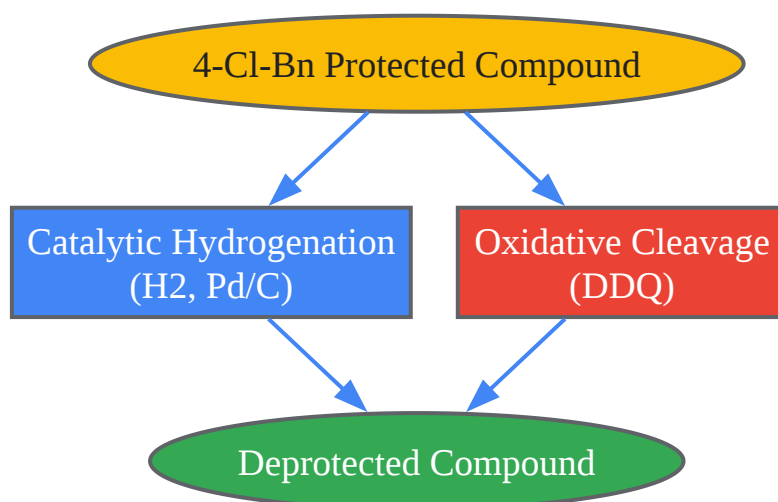 4-Cl-Bn Protected Compound
Catalytic Hydrogenation
(H2, Pd/C)
Oxidative Cleavage
(DDQ)
Deprotected Compound